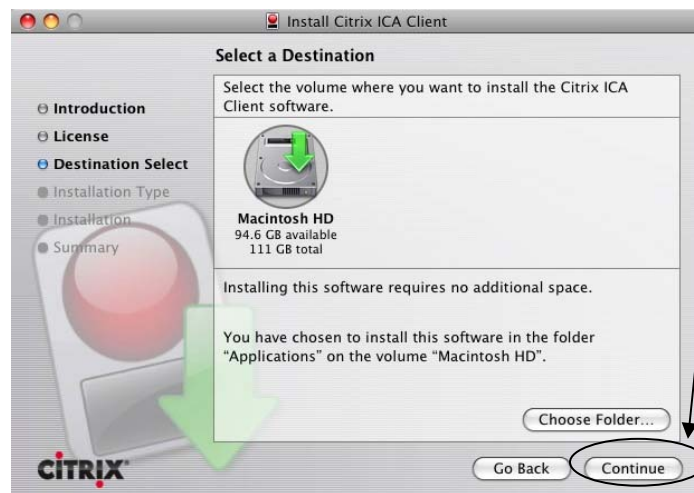 Install Citrix ICA Client
Select a Destination
Introduction
License
Destination Select
Installation Type
Installation
Summary
Select the volume where you want to install the Citrix ICA
Client software.
Macintosh HD
94.6 GB available
111 GB total
Installing this software requires no additional space.
You have chosen to install this software in the folder
“Applications” on the volume “Macintosh HD”.
Choose Folder...
CITRIX
Go Back
Continue